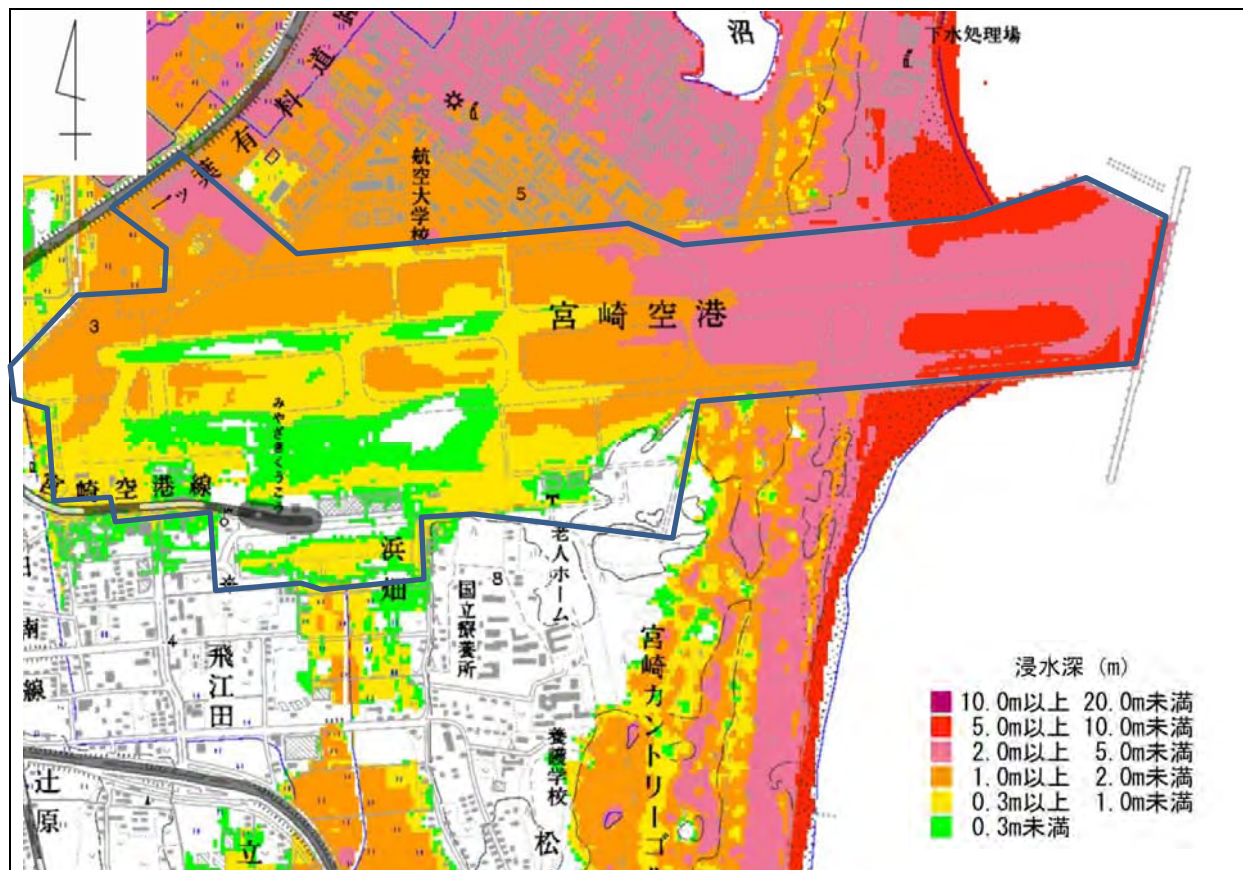 沼
下水処理場
一ッ葉有料道路
航空大学校
5
宮崎空港
3
みやざきくうこう
宮崎空港線
浜畑
老人ホーム
国立療養所
8
4
飛江田
日南線
宮崎カントリーゴル
養護学校
辻原
立
松
浸水深 (m)
10.0m以上 20.0m未満
5.0m以上 10.0m未満
2.0m以上 5.0m未満
1.0m以上 2.0m未満
0.3m以上 1.0m未満
0.3m未満